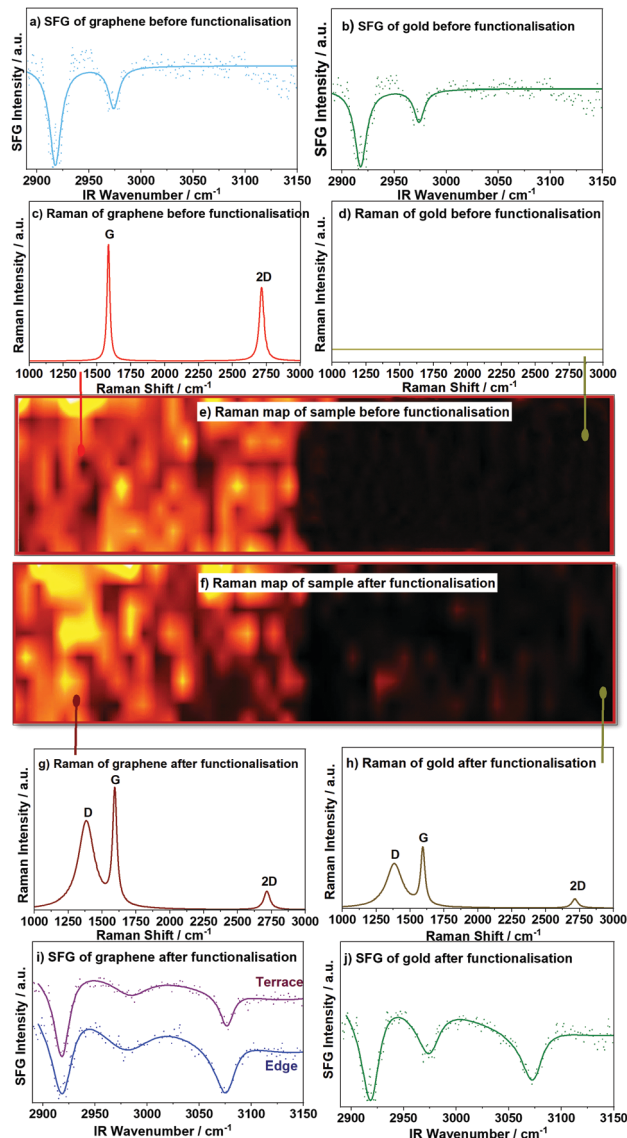 a) SFG of graphene before functionalisation
SFG Intensity / a.u.
2900 2950 3000 3050 3100 3150
IR Wavenumber / cm-1
b) SFG of gold before functionalisation
SFG Intensity / a.u.
2900 2950 3000 3050 3100 3150
IR Wavenumber / cm-1
c) Raman of graphene before functionalisation
Raman Intensity / a.u.
G
2D
1000 1250 1500 1750 2000 2250 2500 2750 3000
Raman Shift / cm-1
d) Raman of gold before functionalisation
Raman Intensity / a.u.
1000 1250 1500 1750 2000 2250 2500 2750 3000
Raman Shift / cm-1
e) Raman map of sample before functionalisation
f) Raman map of sample after functionalisation
g) Raman of graphene after functionalisation
Raman Intensity / a.u.
D
G
2D
1000 1250 1500 1750 2000 2250 2500 2750 3000
Raman Shift / cm-1
h) Raman of gold after functionalisation
Raman Intensity / a.u.
D
G
2D
1000 1250 1500 1750 2000 2250 2500 2750 3000
Raman Shift / cm-1
i) SFG of graphene after functionalisation
SFG Intensity / a.u.
Terrace
Edge
2900 2950 3000 3050 3100 3150
IR Wavenumber / cm-1
j) SFG of gold after functionalisation
SFG Intensity / a.u.
2900 2950 3000 3050 3100 3150
IR Wavenumber / cm-1